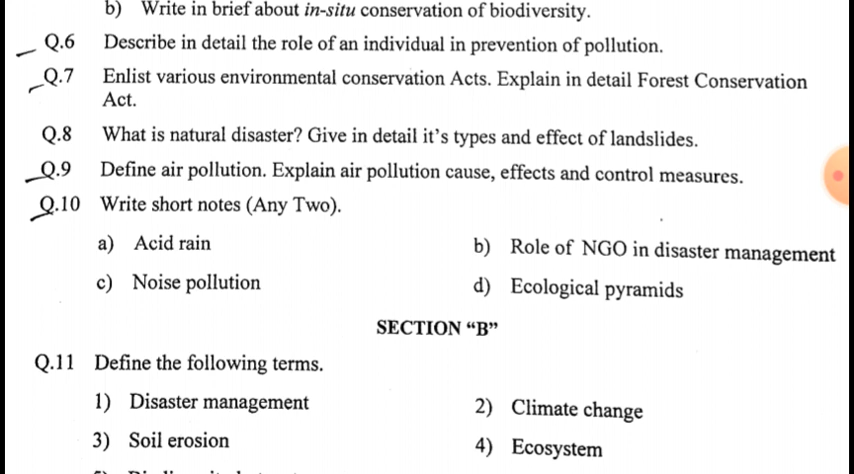 b) Write in brief about in-situ conservation of biodiversity.
Q.6 Describe in detail the role of an individual in prevention of pollution.
Q.7 Enlist various environmental conservation Acts. Explain in detail Forest Conservation
Act.
Q.8 What is natural disaster? Give in detail it's types and effect of landslides.
Q.9 Define air pollution. Explain air pollution cause, effects and control measures.
Q.10 Write short notes (Any Two).
a) Acid rain b) Role of NGO in disaster management
c) Noise pollution d) Ecological pyramids
SECTION “B”
Q.11 Define the following terms.
1) Disaster management 2) Climate change
3) Soil erosion 4) Ecosystem